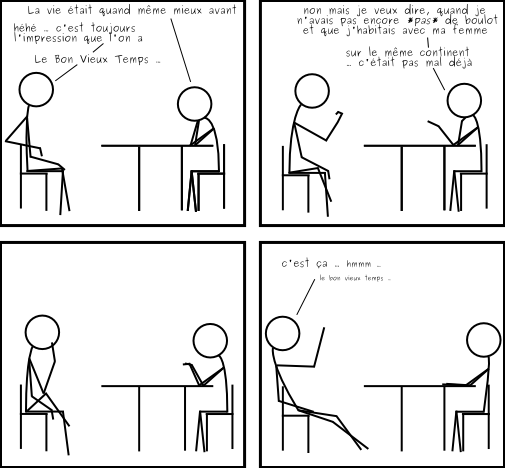 La vie était quand même mieux avant
héhé ... c'est toujours
l'impression que l'on a
Le Bon Vieux Temps ...
non mais je veux dire, quand je
n'avais pas encore *pas* de boulot
et que j'habitais avec ma femme
sur le même continent
... c'était pas mal déjà
c'est ça ... hmmm ...
le bon vieux temps ...